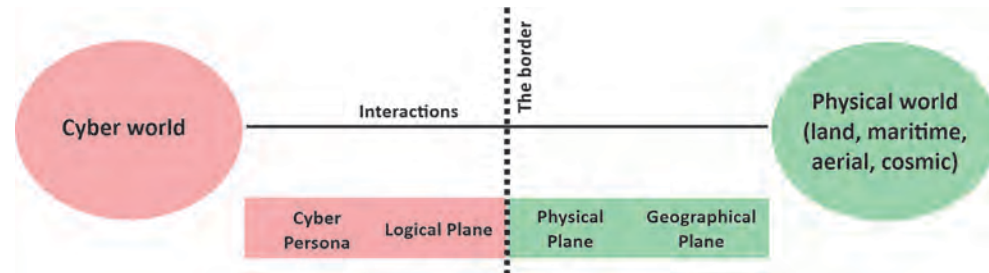 The border
Interactions
Cyber world
Physical world
(land, maritime,
aerial, cosmic)
Cyber
Persona
Logical Plane
Physical
Plane
Geographical
Plane